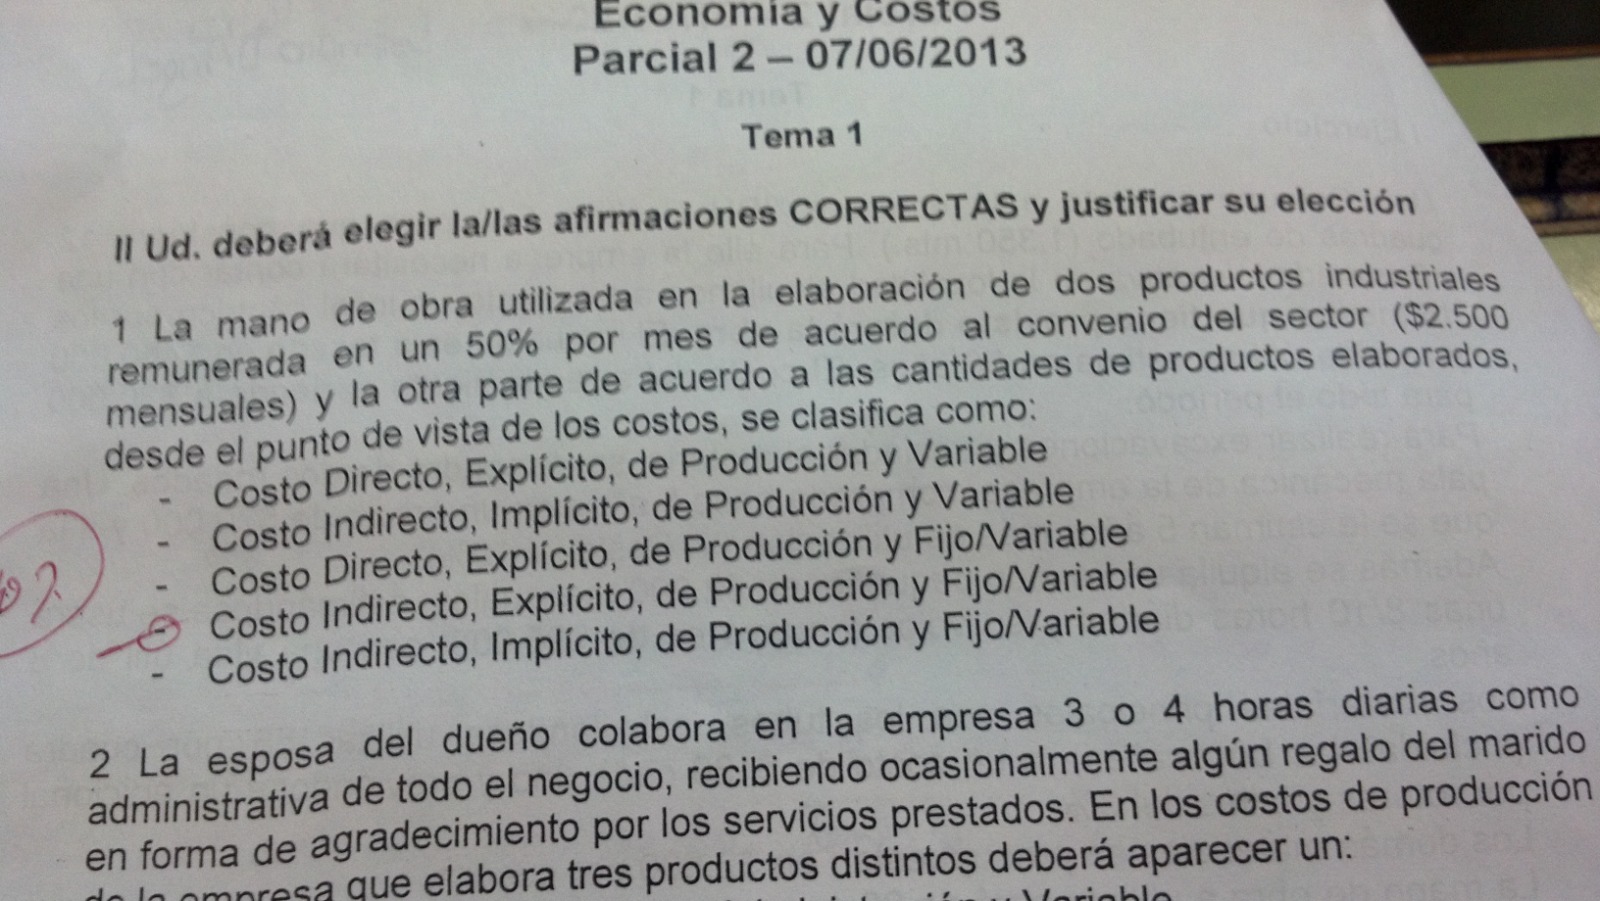 Economía y Costos
Parcial 2 – 07/06/2013
Tema 1
II Ud. deberá elegir la/las afirmaciones CORRECTAS y justificar su elección
1 La mano de obra utilizada en la elaboración de dos productos industriales
remunerada en un 50% por mes de acuerdo al convenio del sector ($2.500
mensuales) y la otra parte de acuerdo a las cantidades de productos elaborados,
desde el punto de vista de los costos, se clasifica como:
- Costo Directo, Explícito, de Producción y Variable
- Costo Indirecto, Implícito, de Producción y Variable
- Costo Directo, Explícito, de Producción y Fijo/Variable
- Costo Indirecto, Explícito, de Producción y Fijo/Variable
- Costo Indirecto, Implícito, de Producción y Fijo/Variable
2 La esposa del dueño colabora en la empresa 3 o 4 horas diarias como
administrativa de todo el negocio, recibiendo ocasionalmente algún regalo del marido
en forma de agradecimiento por los servicios prestados. En los costos de producción
de la empresa que elabora tres productos distintos deberá aparecer un:
y Variable